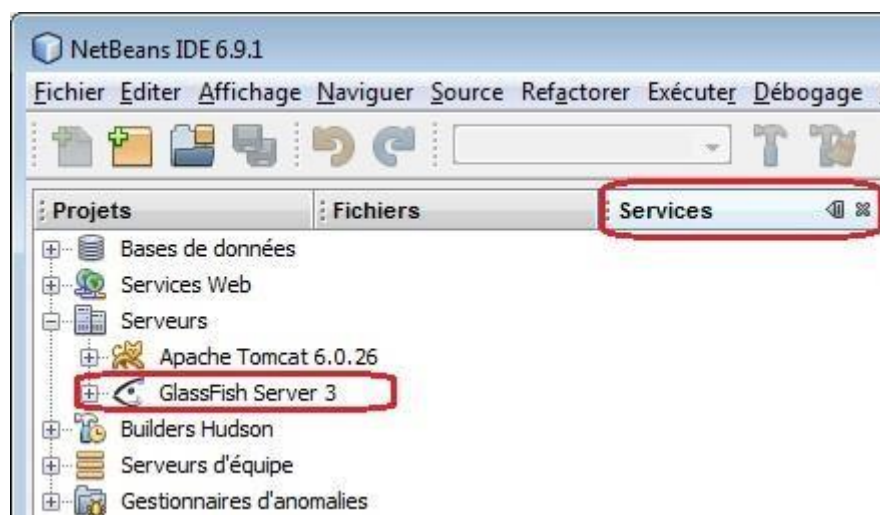 NetBeans IDE 6.9.1
Fichier Editer Affichage Naviguer Source Refactorer Exécuter Débogage
Projets Fichiers Services
Bases de données
Services Web
Serveurs
Apache Tomcat 6.0.26
GlassFish Server 3
Builders Hudson
Serveurs d'équipe
Gestionnaires d'anomalies